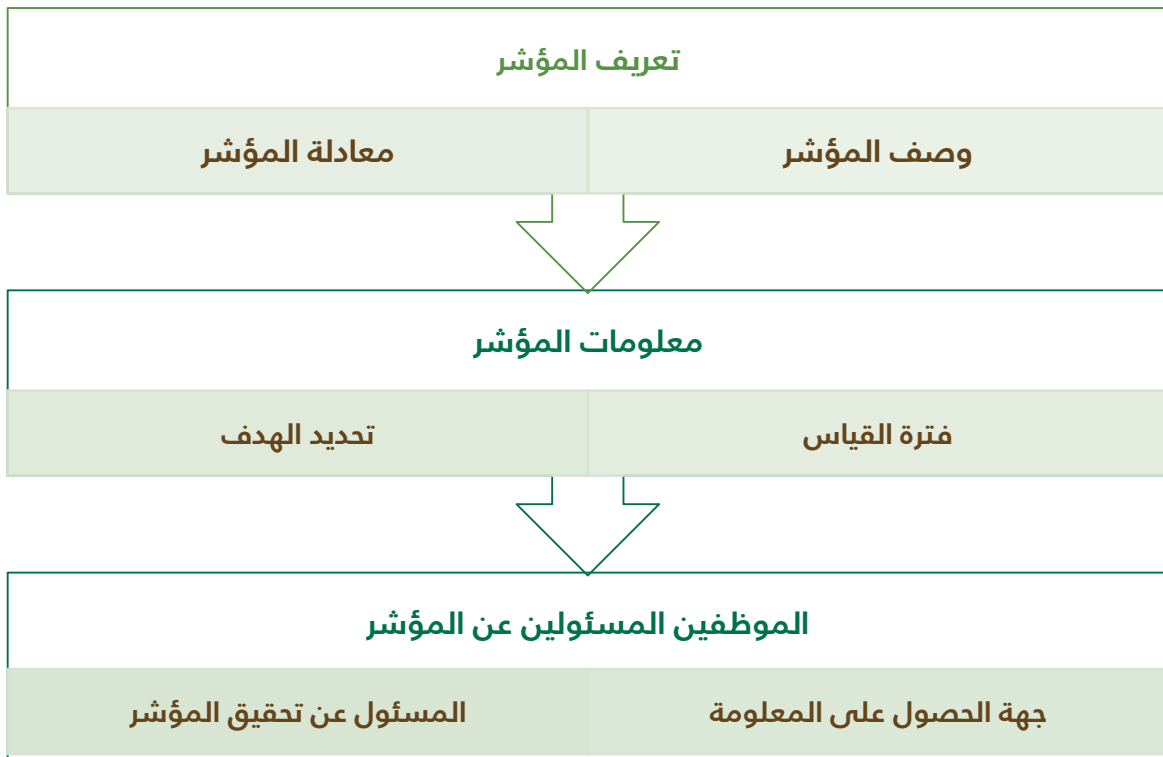 تعريف المؤشر
وصف المؤشر
معادلة المؤشر
معلومات المؤشر
فترة القياس
تحديد الهدف
الموظفين المسئولين عن المؤشر
جهة الحصول على المعلومة
المسئول عن تحقيق المؤشر